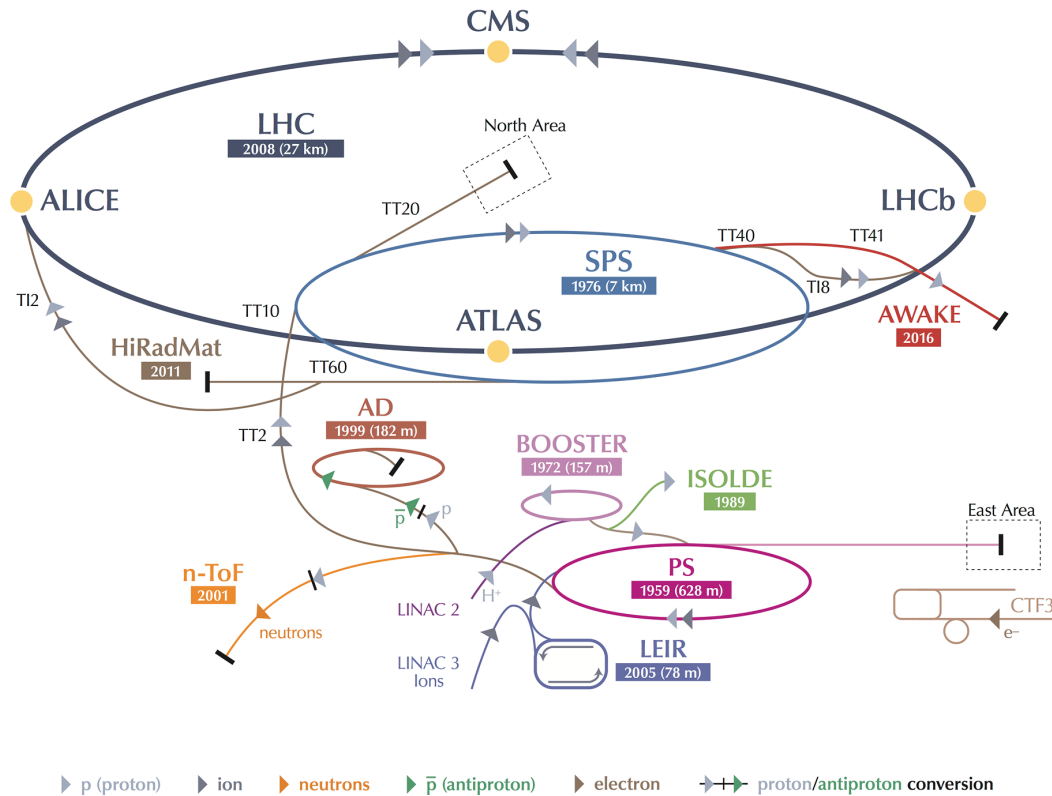 CMS
LHC
2008 (27 km)
North Area
ALICE
LHCb
TT20
TT40
TT41
SPS
1976 (7 km)
TI2
TT10
TI8
ATLAS
AWAKE
2016
HiRadMat
2011
TT60
AD
1999 (182 m)
TT2
BOOSTER
1972 (157 m)
ISOLDE
1989
p̅
p
East Area
n-ToF
2001
PS
1959 (628 m)
LINAC 2
H⁺
neutrons
CTF3
e–
LEIR
2005 (78 m)
LINAC 3
Ions
p (proton)
ion
neutrons
p̅ (antiproton)
electron
proton/antiproton conversion